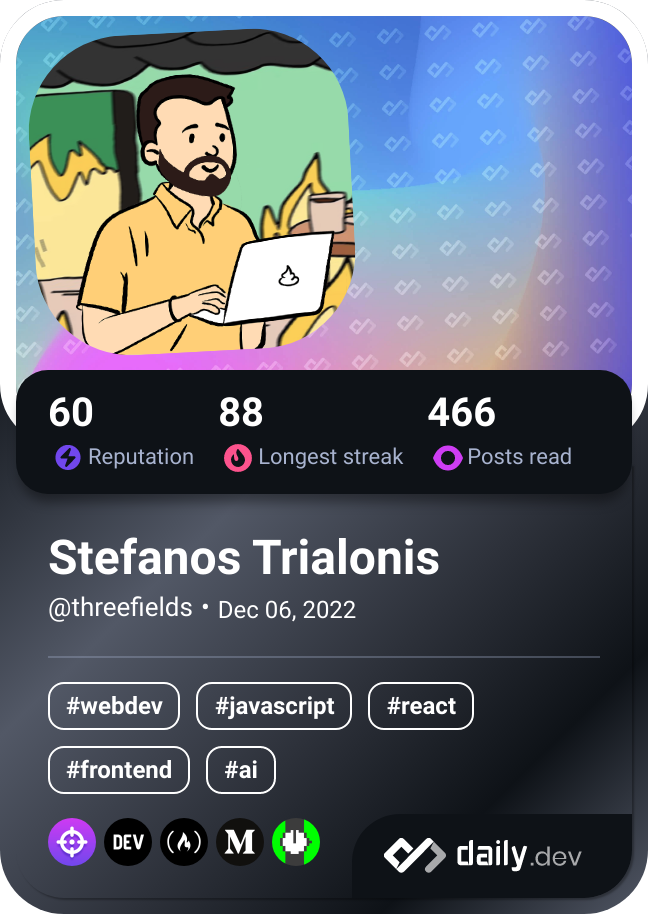 60 88 466
Reputation Longest streak Posts read
Stefanos Trialonis
@threefields • Dec 06, 2022
#webdev #javascript #react
#frontend #ai
DEV M
daily.dev